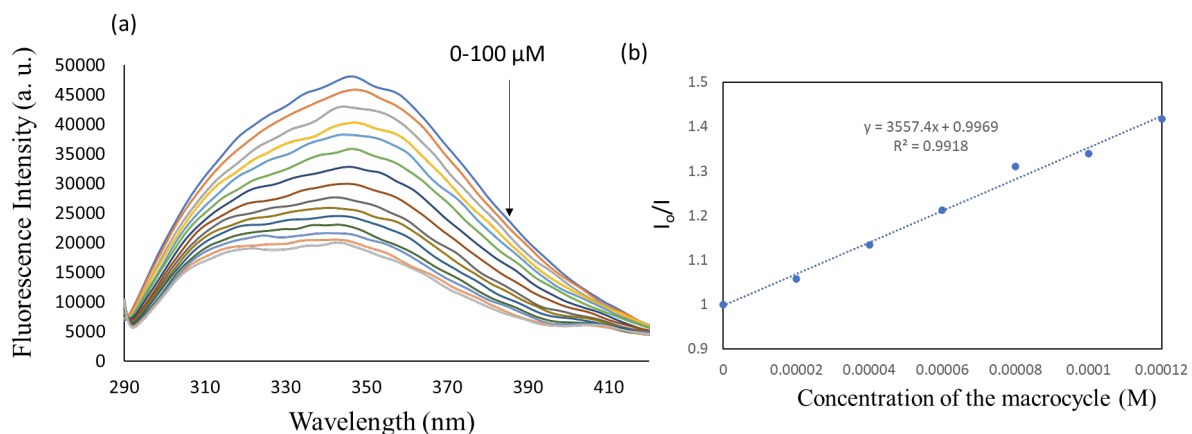 (a)
0-100 µM
50000
45000
40000
35000
30000
25000
20000
15000
10000
5000
0
Fluorescence Intensity (a. u.)
290 310 330 350 370 390 410
Wavelength (nm)
(b)
1.5
1.4
1.3
1.2
1.1
1
0.9
Io/I
y = 3557.4x + 0.9969
R² = 0.9918
0 0.00002 0.00004 0.00006 0.00008 0.0001 0.00012
Concentration of the macrocycle (M)